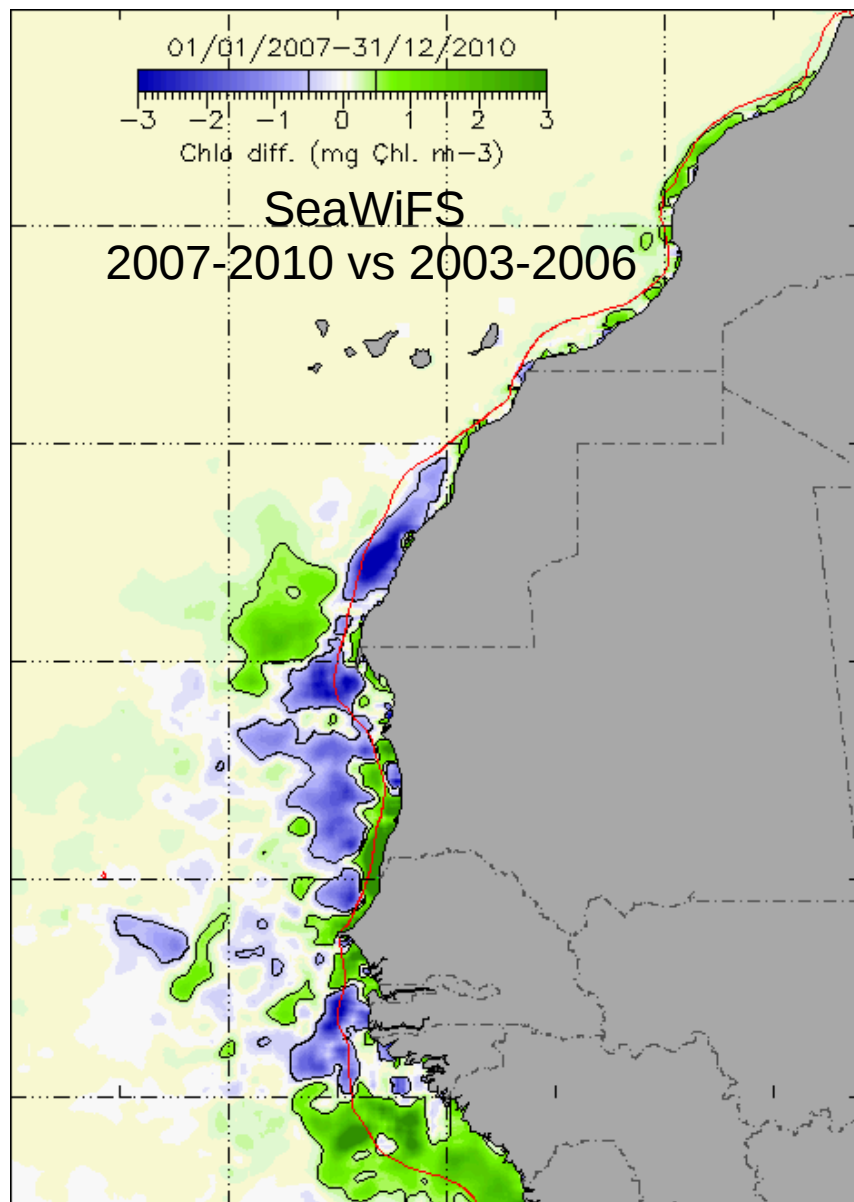 01/01/2007-31/12/2010
-3 -2 -1 0 1 2 3
Chla diff. (mg Chl. m-3)
SeaWiFS
2007-2010 vs 2003-2006